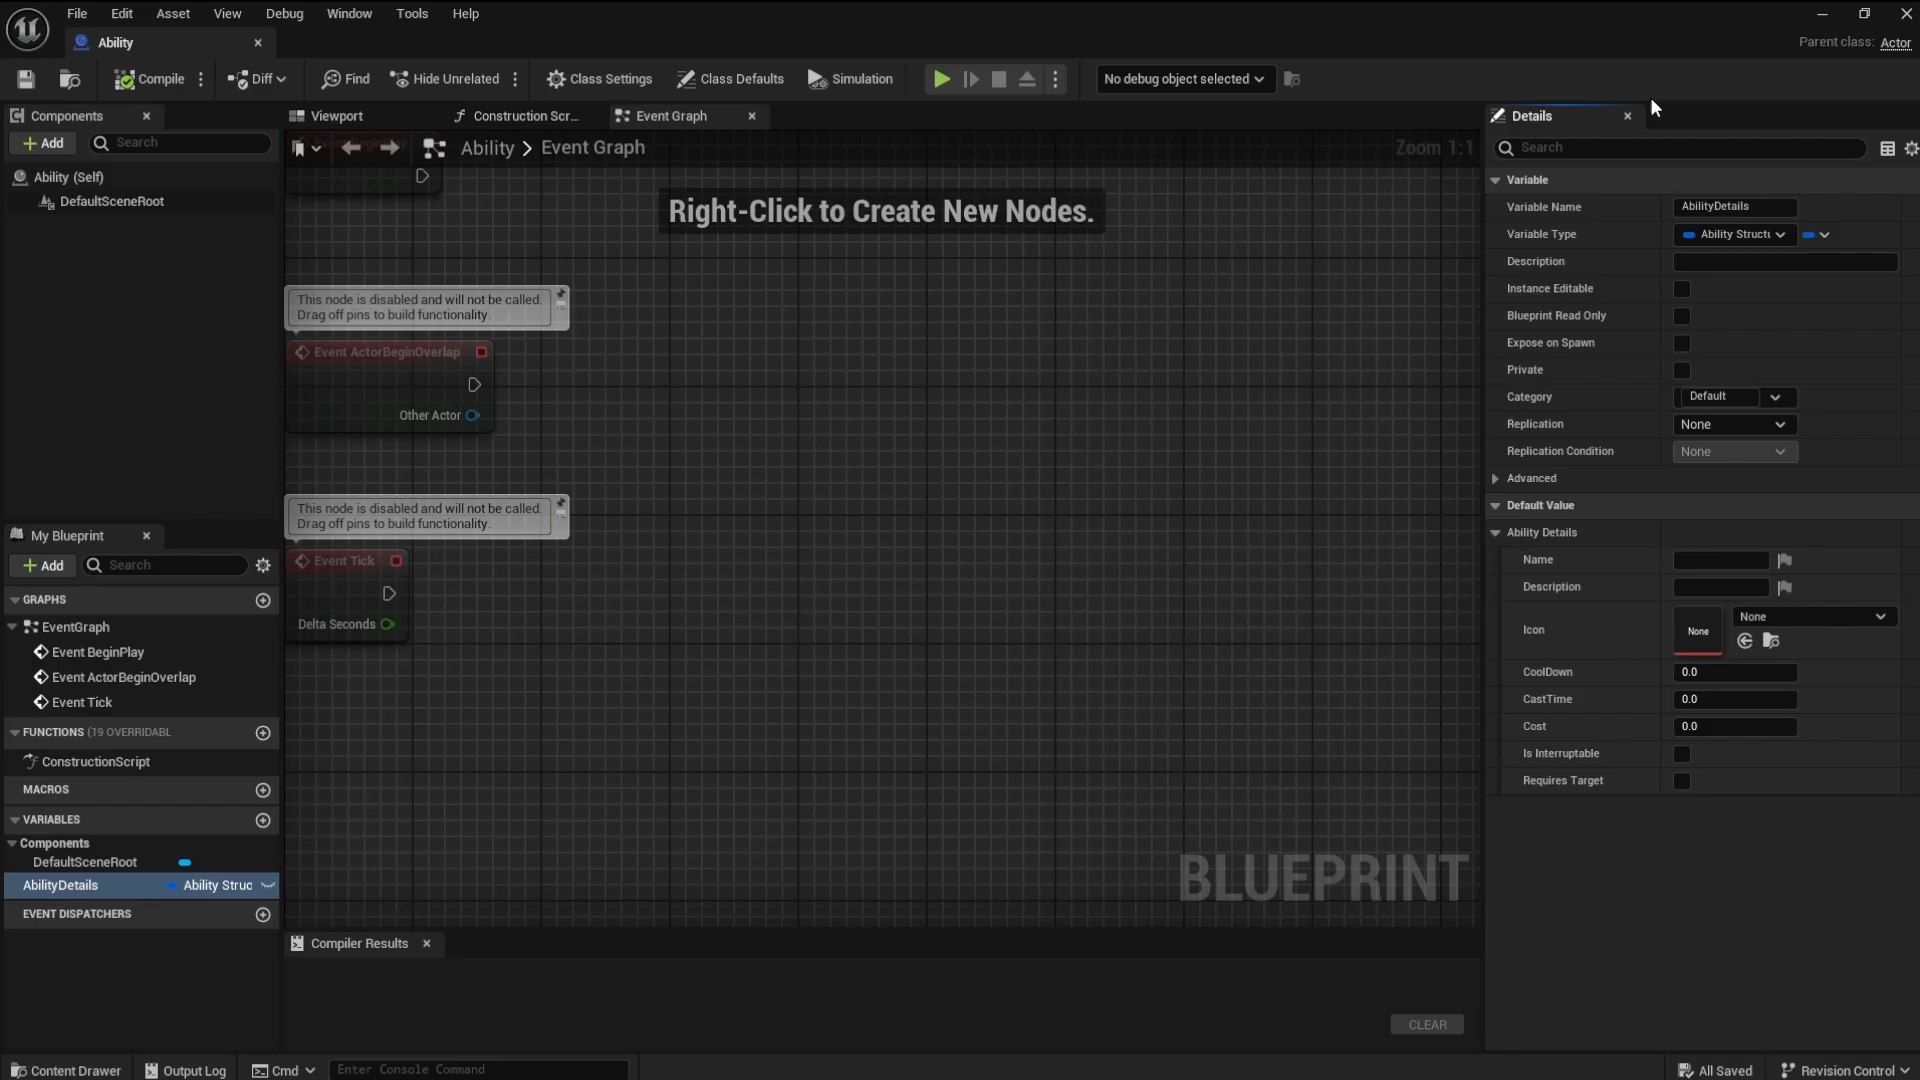 File Edit Asset View Debug Window Tools Help
Ability
Parent class: Actor
Compile Diff Find Hide Unrelated Class Settings Class Defaults Simulation No debug object selected
Components
Add Search
Ability (Self)
DefaultSceneRoot
Viewport Construction Scr... Event Graph
Ability > Event Graph
Zoom 1:1
Right-Click to Create New Nodes.
This node is disabled and will not be called.
Drag off pins to build functionality.
Event ActorBeginOverlap
Other Actor
This node is disabled and will not be called.
Drag off pins to build functionality.
Event Tick
Delta Seconds
BLUEPRINT
My Blueprint
Add Search
GRAPHS
EventGraph
Event BeginPlay
Event ActorBeginOverlap
Event Tick
FUNCTIONS (19 OVERRIDABL
ConstructionScript
MACROS
VARIABLES
Components
DefaultSceneRoot
AbilityDetails Ability Struc
EVENT DISPATCHERS
Compiler Results
CLEAR
Details
Search
Variable
Variable Name AbilityDetails
Variable Type Ability Structu
Description
Instance Editable
Blueprint Read Only
Expose on Spawn
Private
Category Default
Replication None
Replication Condition None
Advanced
Default Value
Ability Details
Name
Description
Icon None None
CoolDown 0.0
CastTime 0.0
Cost 0.0
Is Interruptable
Requires Target
Content Drawer Output Log Cmd Enter Console Command All Saved Revision Control